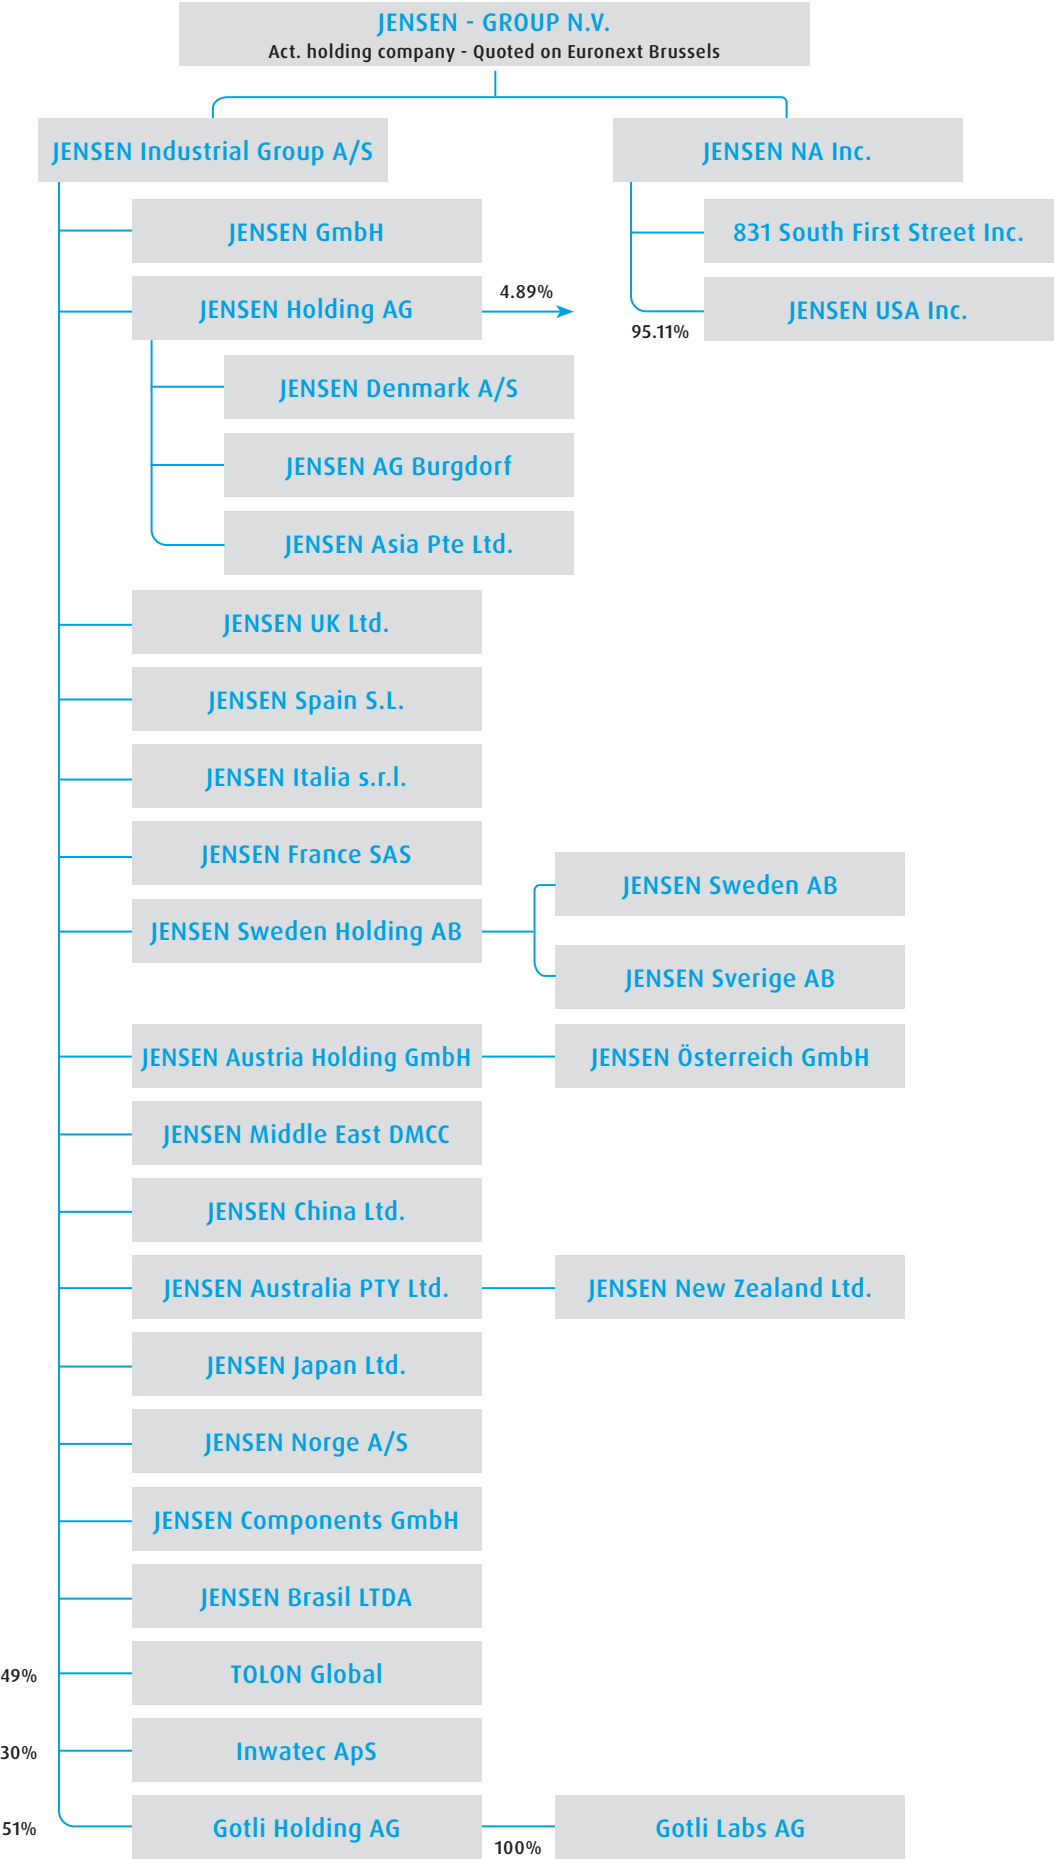 JENSEN - GROUP N.V.
Act. holding company - Quoted on Euronext Brussels
JENSEN Industrial Group A/S
JENSEN NA Inc.
JENSEN GmbH
831 South First Street Inc.
JENSEN Holding AG
4.89%
JENSEN USA Inc.
95.11%
JENSEN Denmark A/S
JENSEN AG Burgdorf
JENSEN Asia Pte Ltd.
JENSEN UK Ltd.
JENSEN Spain S.L.
JENSEN Italia s.r.l.
JENSEN France SAS
JENSEN Sweden AB
JENSEN Sweden Holding AB
JENSEN Sverige AB
JENSEN Austria Holding GmbH
JENSEN Österreich GmbH
JENSEN Middle East DMCC
JENSEN China Ltd.
JENSEN Australia PTY Ltd.
JENSEN New Zealand Ltd.
JENSEN Japan Ltd.
JENSEN Norge A/S
JENSEN Components GmbH
JENSEN Brasil LTDA
49%
TOLON Global
30%
Inwatec ApS
51%
Gotli Holding AG
100%
Gotli Labs AG